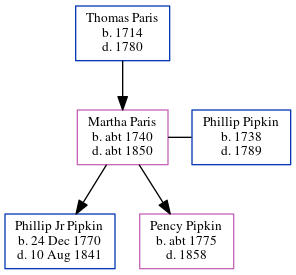 Thomas Paris
b. 1714
d. 1780
Martha Paris
b. abt 1740
d. abt 1850
Phillip Pipkin
b. 1738
d. 1789
Phillip Jr Pipkin
b. 24 Dec 1770
d. 10 Aug 1841
Pency Pipkin
b. abt 1775
d. 1858